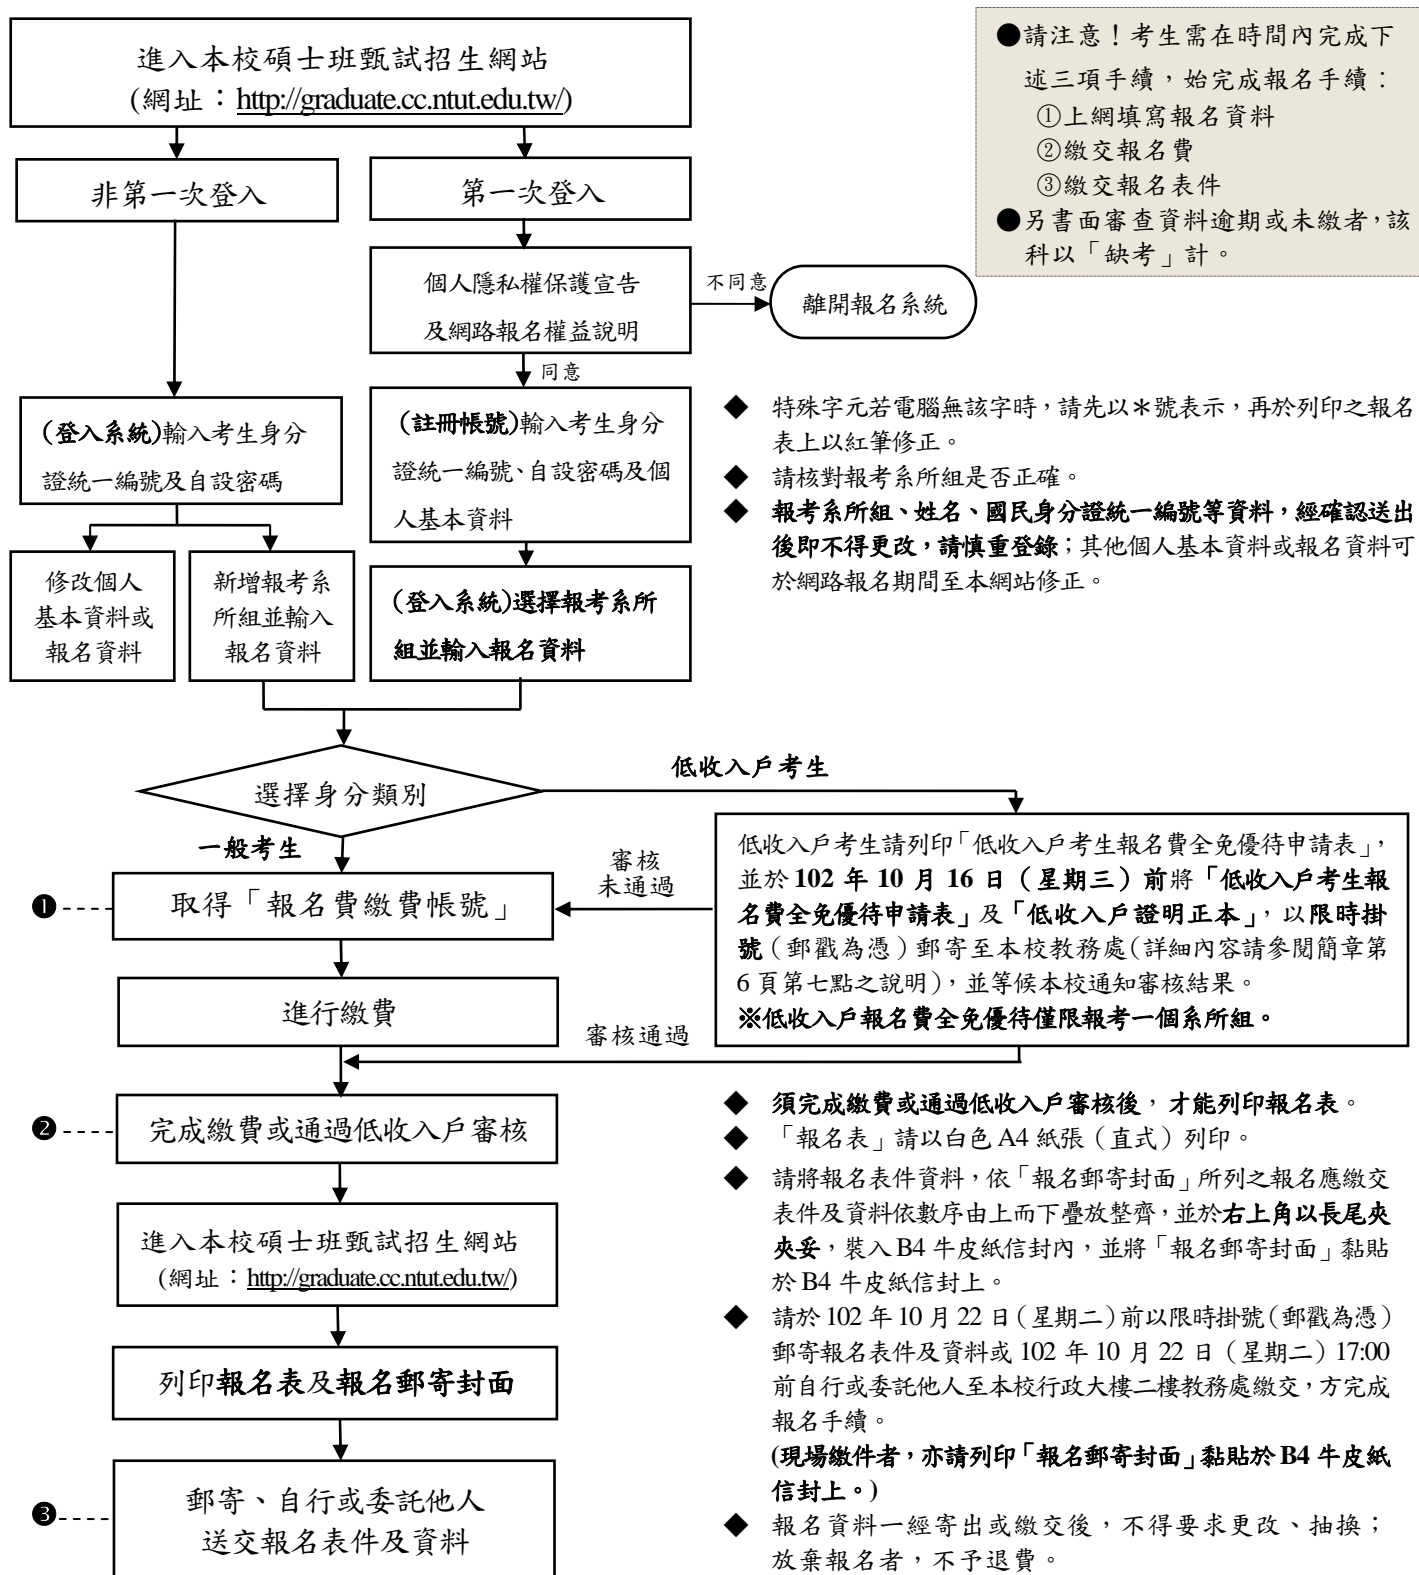 進入本校碩士班甄試招生網站
(網址：http://graduate.cc.ntut.edu.tw/)
●請注意！考生需在時間內完成下
述三項手續，始完成報名手續：
①上網填寫報名資料
②繳交報名費
③繳交報名表件
●另書面審查資料逾期或未繳者，該
科以「缺考」計。
非第一次登入
第一次登入
個人隱私權保護宣告
及網路報名權益說明
不同意
離開報名系統
同意
(登入系統)輸入考生身分
證統一編號及自設密碼
(註冊帳號)輸入考生身分
證統一編號、自設密碼及個
人基本資料
◆ 特殊字元若電腦無該字時，請先以＊號表示，再於列印之報名
表上以紅筆修正。
◆ 請核對報考系所組是否正確。
◆ 報考系所組、姓名、國民身分證統一編號等資料，經確認送出
後即不得更改，請慎重登錄；其他個人基本資料或報名資料可
於網路報名期間至本網站修正。
修改個人
基本資料或
報名資料
新增報考系
所組並輸入
報名資料
(登入系統)選擇報考系所
組並輸入報名資料
選擇身分類別
低收入戶考生
一般考生
低收入戶考生請列印「低收入戶考生報名費全免優待申請表」，
並於 102 年 10 月 16 日（星期三）前將「低收入戶考生報
名費全免優待申請表」及「低收入戶證明正本」，以限時掛
號（郵戳為憑）郵寄至本校教務處(詳細內容請參閱簡章第
6 頁第七點之說明)，並等候本校通知審核結果。
※低收入戶報名費全免優待僅限報考一個系所組。
審核
未通過
❶
取得「報名費繳費帳號」
進行繳費
審核通過
❷
完成繳費或通過低收入戶審核
進入本校碩士班甄試招生網站
(網址：http://graduate.cc.ntut.edu.tw/)
列印報名表及報名郵寄封面
❸
郵寄、自行或委託他人
送交報名表件及資料
◆ 須完成繳費或通過低收入戶審核後，才能列印報名表。
◆ 「報名表」請以白色 A4 紙張（直式）列印。
◆ 請將報名表件資料，依「報名郵寄封面」所列之報名應繳交
表件及資料依數序由上而下疊放整齊，並於右上角以長尾夾
夾妥，裝入 B4 牛皮紙信封內，並將「報名郵寄封面」黏貼
於 B4 牛皮紙信封上。
◆ 請於 102 年 10 月 22 日（星期二）前以限時掛號（郵戳為憑）
郵寄報名表件及資料或 102 年 10 月 22 日（星期二）17:00
前自行或委託他人至本校行政大樓二樓教務處繳交，方完成
報名手續。
(現場繳件者，亦請列印「報名郵寄封面」黏貼於 B4 牛皮紙
信封上。)
◆ 報名資料一經寄出或繳交後，不得要求更改、抽換；
放棄報名者，不予退費。